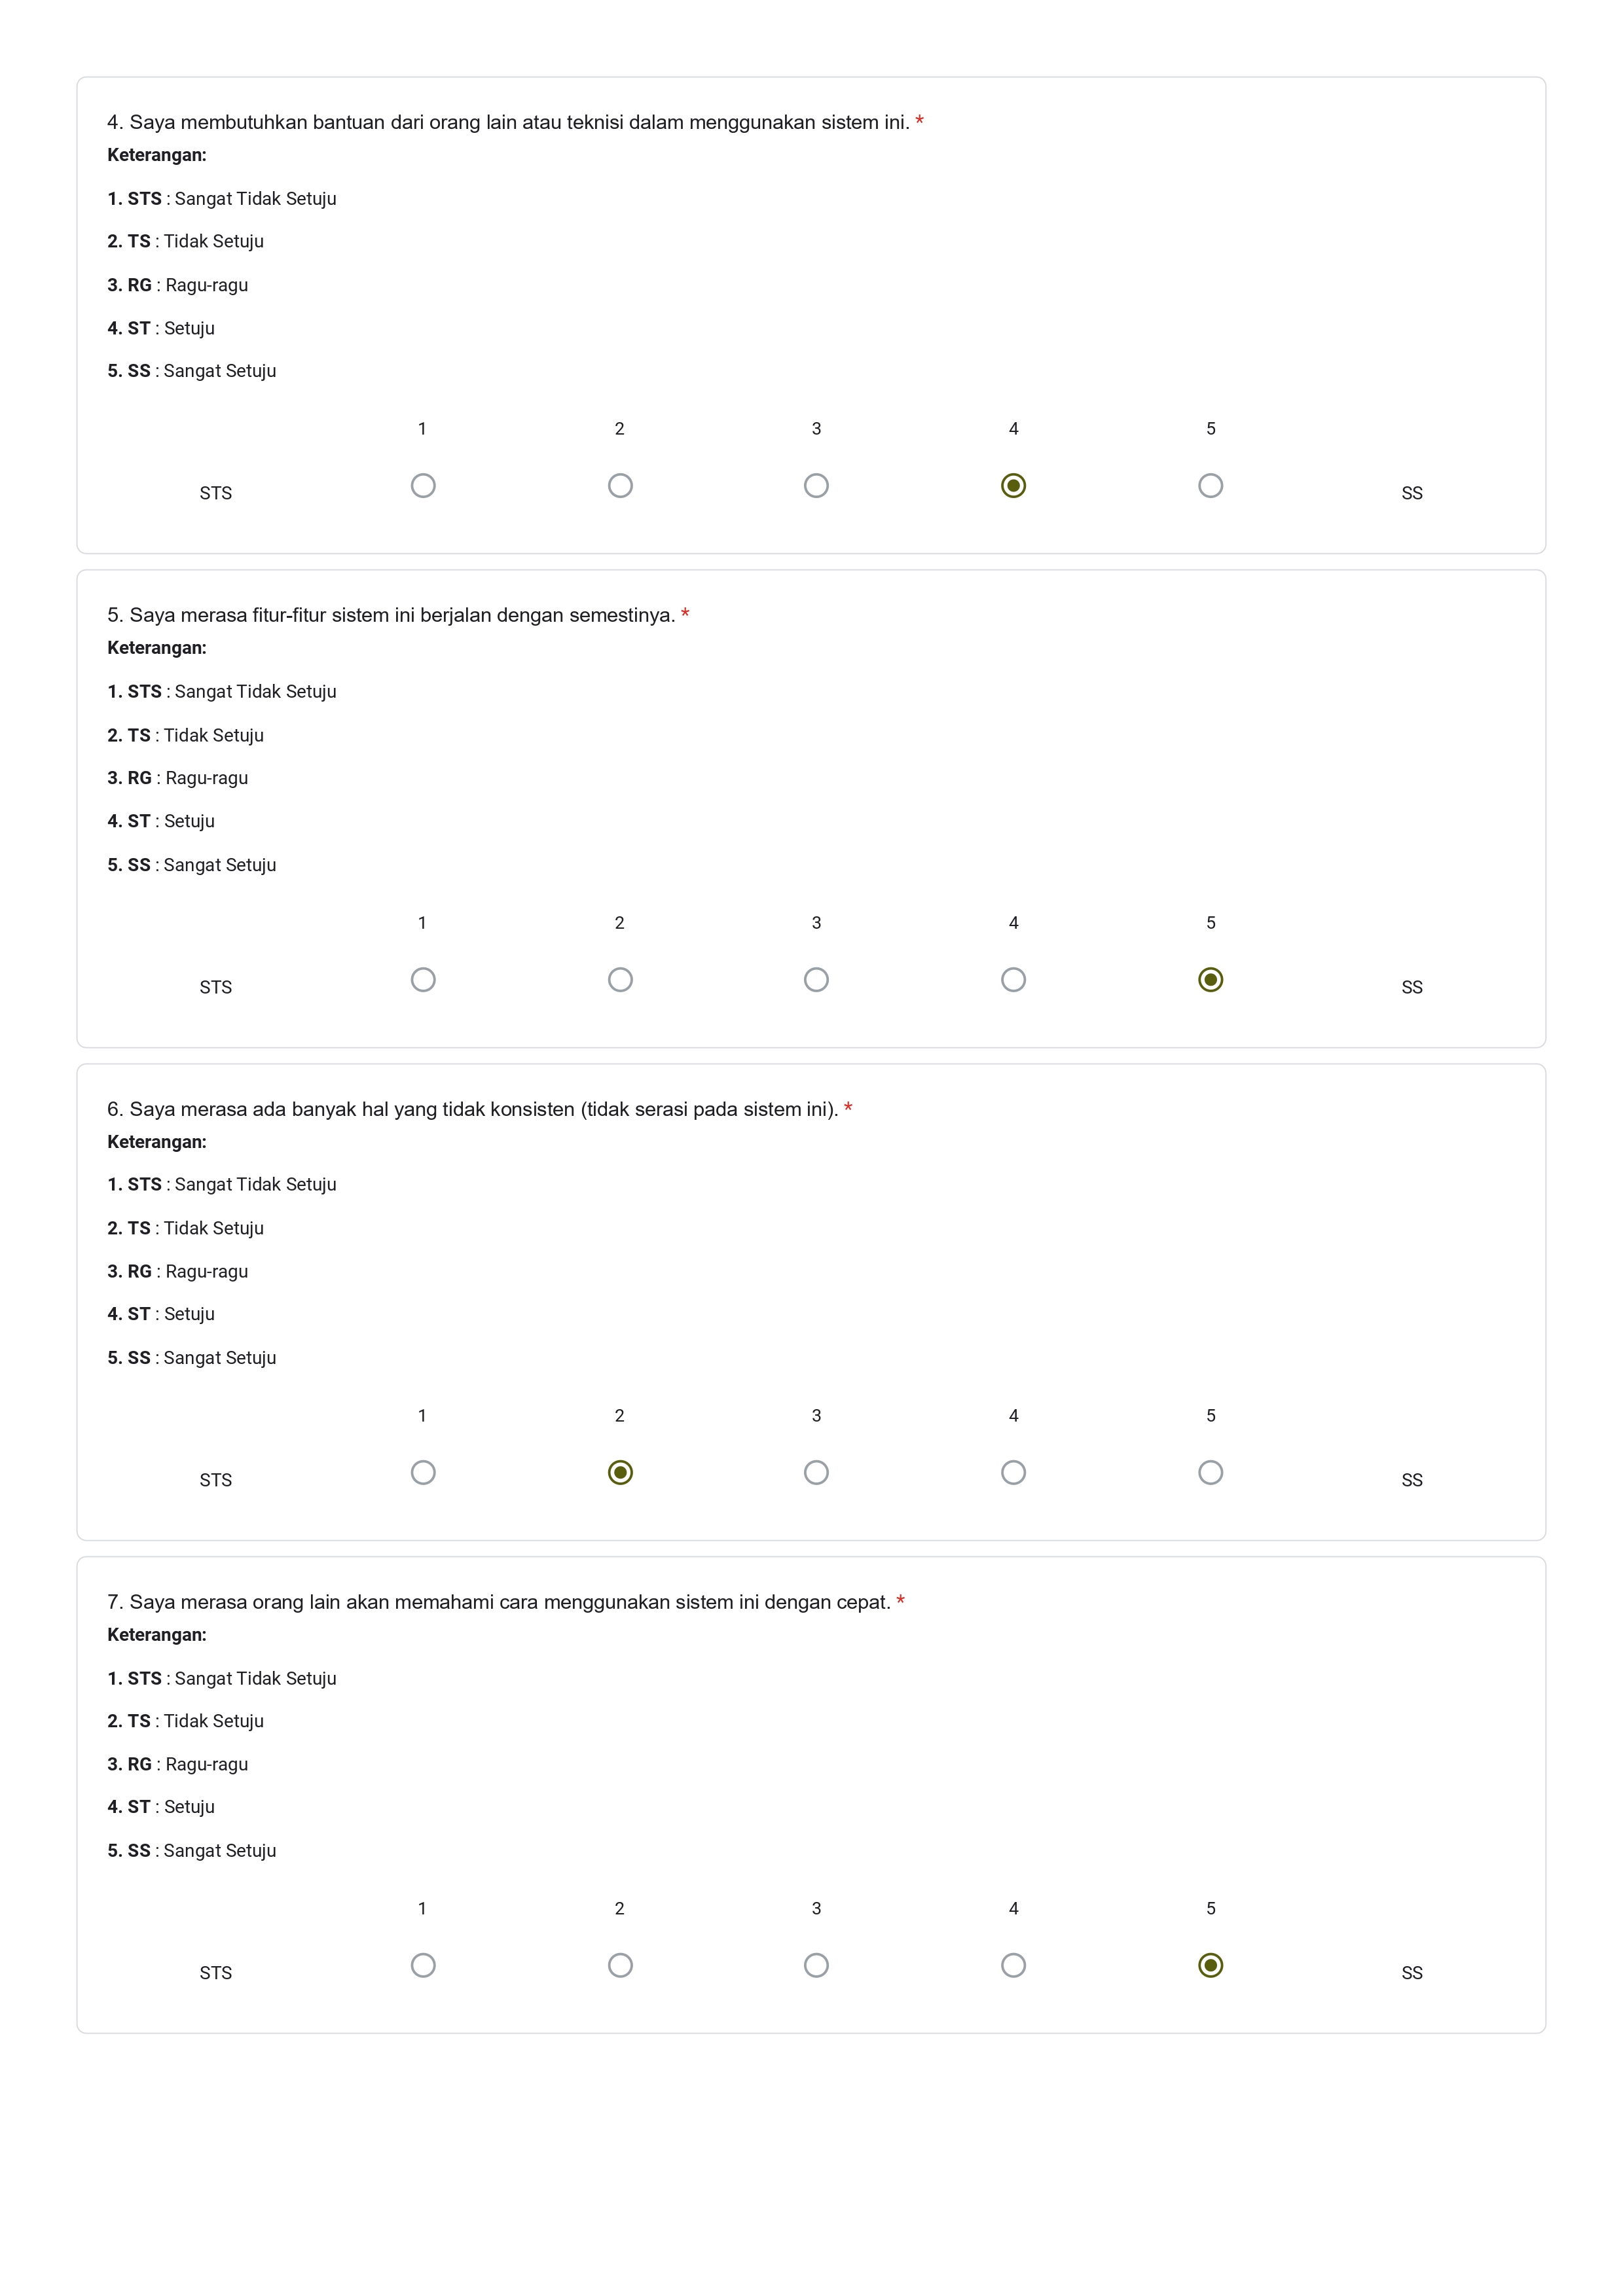 4. Saya membutuhkan bantuan dari orang lain atau teknisi dalam menggunakan sistem ini. *
Keterangan:
1. STS : Sangat Tidak Setuju
2. TS : Tidak Setuju
3. RG : Ragu-ragu
4. ST : Setuju
5. SS : Sangat Setuju
1 2 3 4 5
STS SS
5. Saya merasa fitur-fitur sistem ini berjalan dengan semestinya. *
Keterangan:
1. STS : Sangat Tidak Setuju
2. TS : Tidak Setuju
3. RG : Ragu-ragu
4. ST : Setuju
5. SS : Sangat Setuju
1 2 3 4 5
STS SS
6. Saya merasa ada banyak hal yang tidak konsisten (tidak serasi pada sistem ini). *
Keterangan:
1. STS : Sangat Tidak Setuju
2. TS : Tidak Setuju
3. RG : Ragu-ragu
4. ST : Setuju
5. SS : Sangat Setuju
1 2 3 4 5
STS SS
7. Saya merasa orang lain akan memahami cara menggunakan sistem ini dengan cepat. *
Keterangan:
1. STS : Sangat Tidak Setuju
2. TS : Tidak Setuju
3. RG : Ragu-ragu
4. ST : Setuju
5. SS : Sangat Setuju
1 2 3 4 5
STS SS